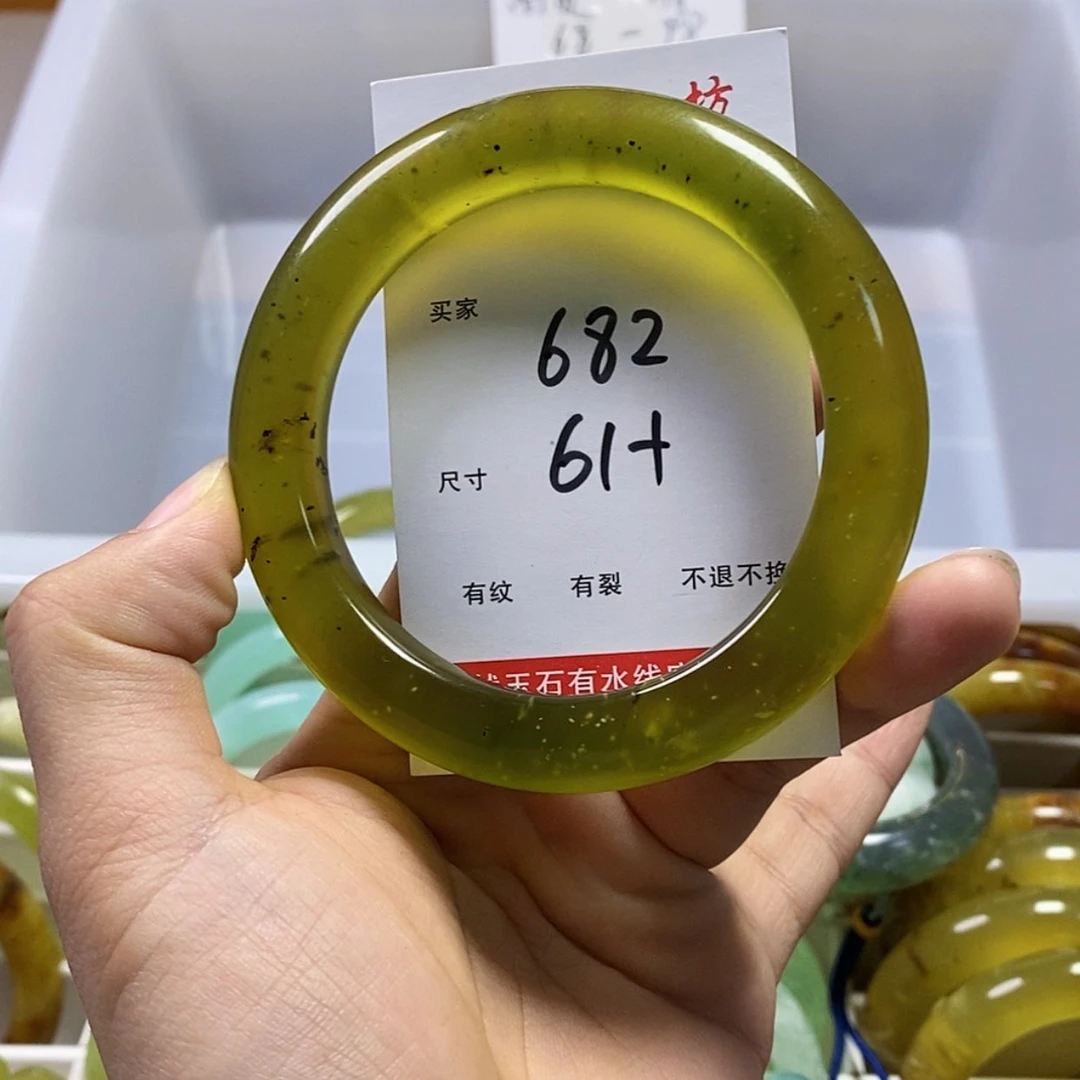 坊
买家 682
尺寸 61+
有纹 有裂 不退不换
玉石有水线